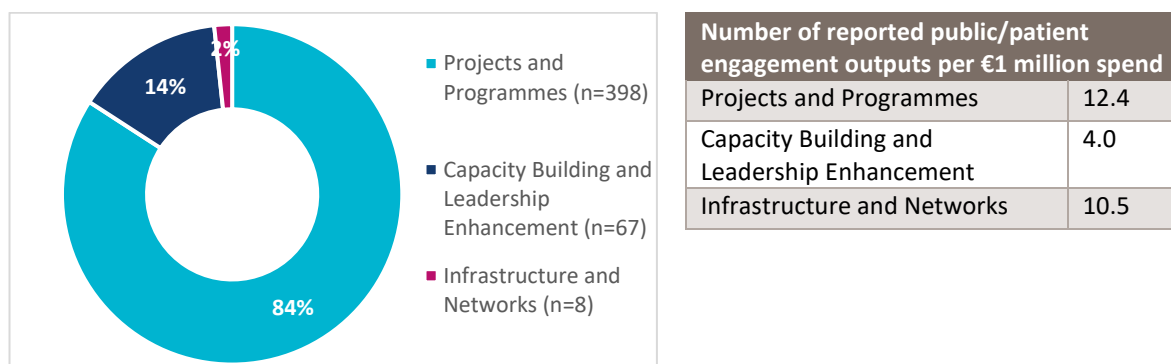 2%
14%
84%
Projects and
Programmes (n=398)
Capacity Building and
Leadership
Enhancement (n=67)
Infrastructure and
Networks (n=8)
Number of reported public/patient
engagement outputs per €1 million spend
Projects and Programmes 12.4
Capacity Building and 4.0
Leadership Enhancement
Infrastructure and Networks 10.5